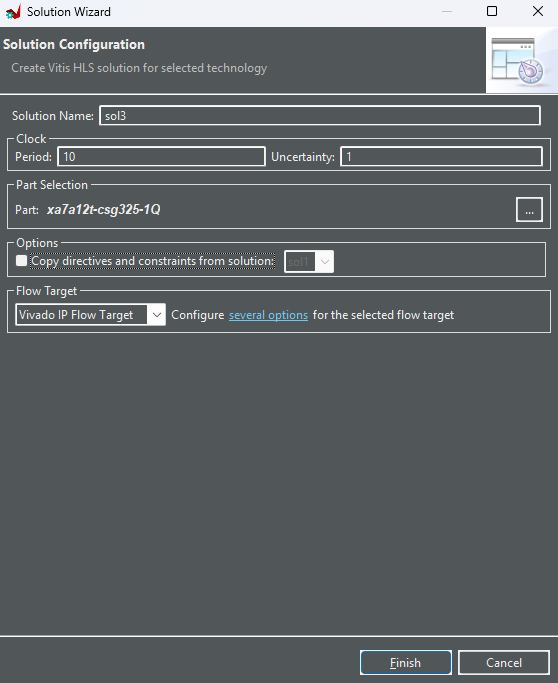 Solution Wizard
Solution Configuration
Create Vitis HLS solution for selected technology
Solution Name: sol3
Clock
Period: 10 Uncertainty: 1
Part Selection
Part: xa7a12t-csg325-1Q ...
Options
Copy directives and constraints from solution: sol1
Flow Target
Vivado IP Flow Target Configure several options for the selected flow target
Finish Cancel